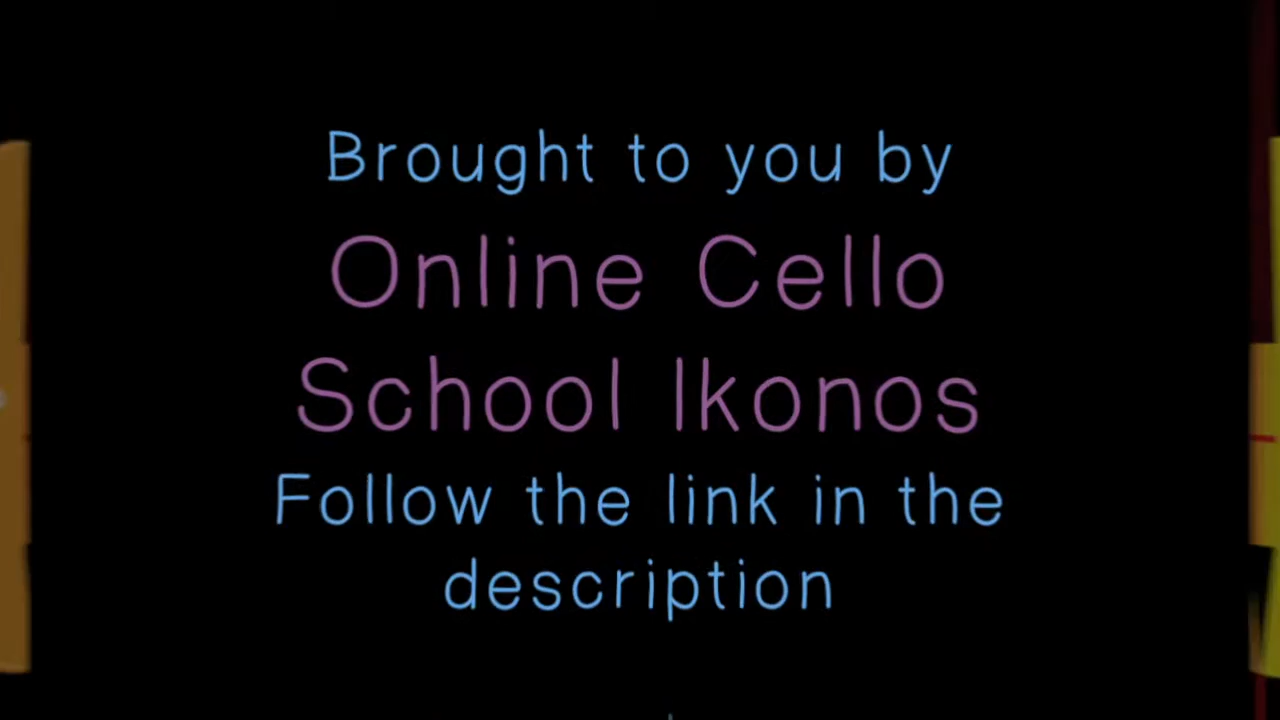 Brought to you by
Online Cello
School Ikonos
Follow the link in the
description